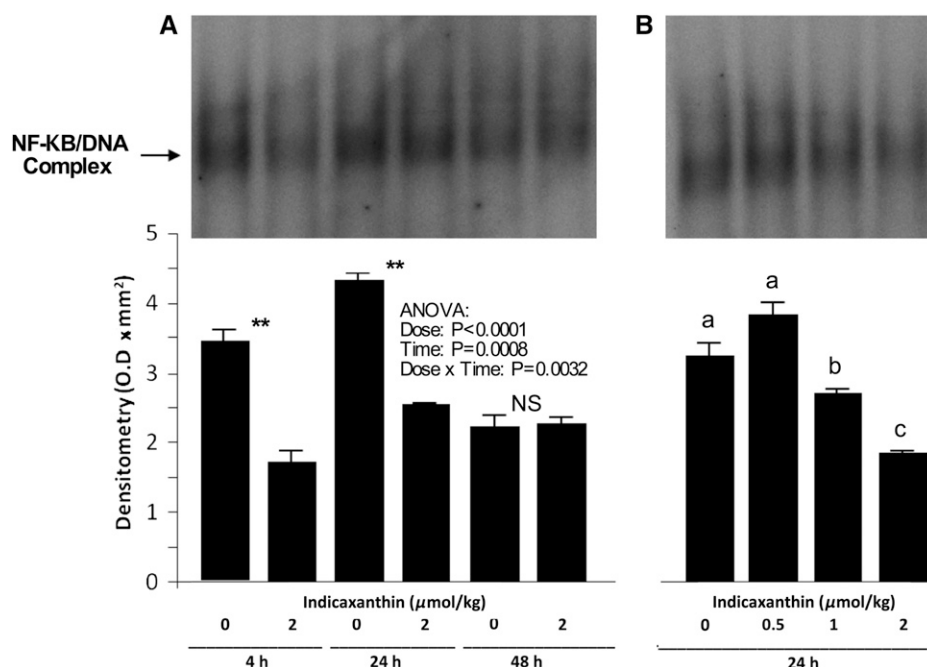 A
B
NF-KB/DNA
Complex
Densitometry (O.D x mm²)
5
4
3
2
1
0
**
**
ANOVA:
Dose: P<0.0001
Time: P=0.0008
Dose x Time: P=0.0032
NS
a
a
b
c
Indicaxanthin (µmol/kg)
0 2 0 2 0 2
4 h 24 h 48 h
Indicaxanthin (µmol/kg)
0 0.5 1 2
24 h